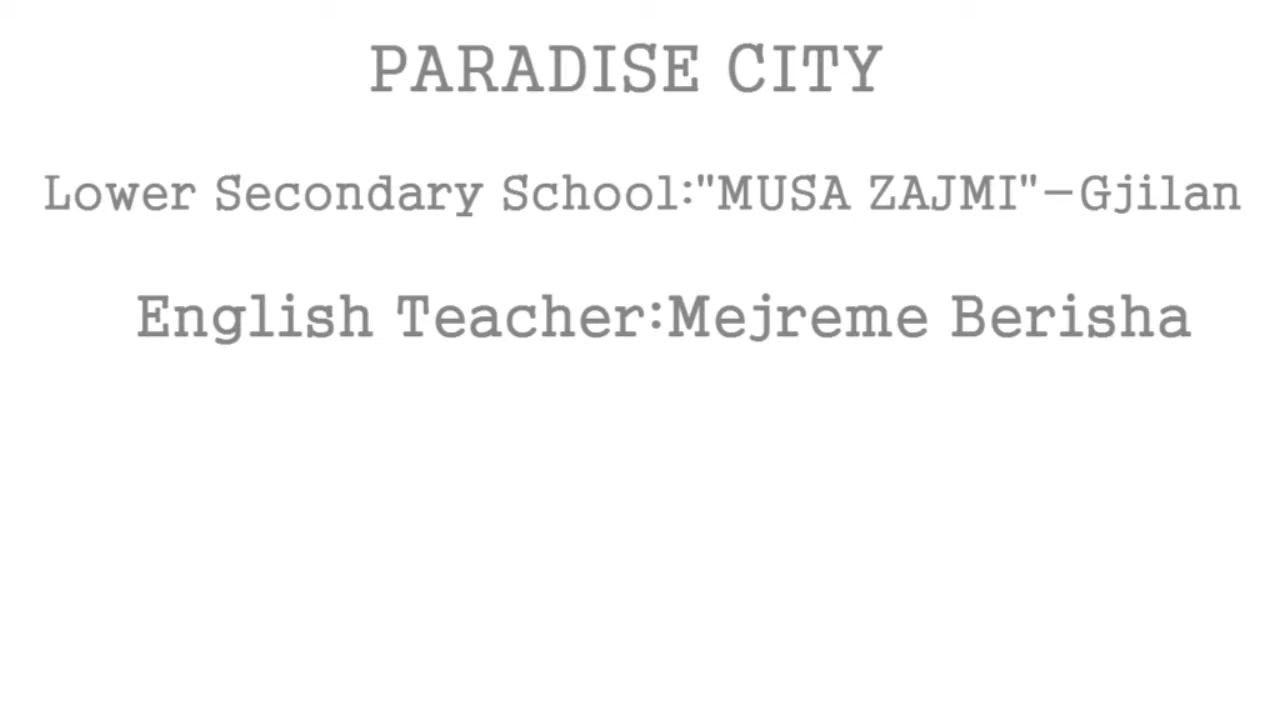 PARADISE CITY
Lower Secondary School:"MUSA ZAJMI"-Gjilan
English Teacher:Mejreme Berisha